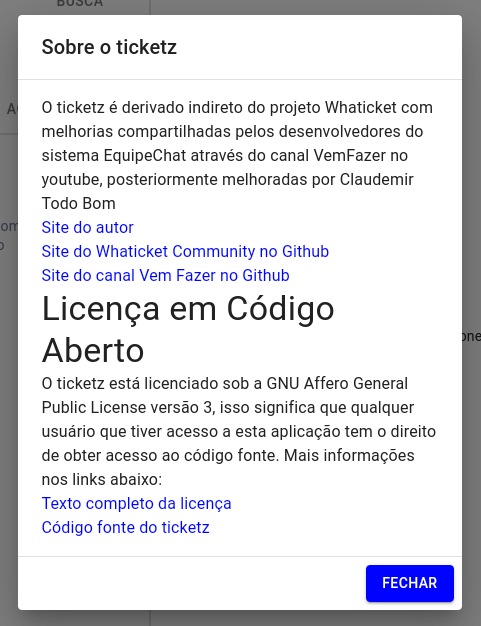 BUSCA
Sobre o ticketz
O ticketz é derivado indireto do projeto Whaticket com
melhorias compartilhadas pelos desenvolvedores do
sistema EquipeChat através do canal VemFazer no
youtube, posteriormente melhoradas por Claudemir
Todo Bom
Site do autor
Site do Whaticket Community no Github
Site do canal Vem Fazer no Github
Licença em Código
Aberto
O ticketz está licenciado sob a GNU Affero General
Public License versão 3, isso significa que qualquer
usuário que tiver acesso a esta aplicação tem o direito
de obter acesso ao código fonte. Mais informações
nos links abaixo:
Texto completo da licença
Código fonte do ticketz
FECHAR